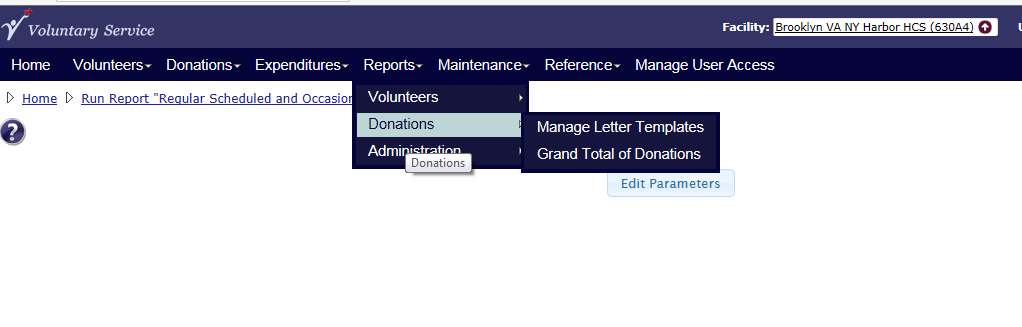 Voluntary Service
Facility: Brooklyn VA NY Harbor HCS (630A4)
Home Volunteers Donations Expenditures Reports Maintenance Reference Manage User Access
Home Run Report "Regular Scheduled and Occasion
Volunteers
Donations
Administration
Donations
Manage Letter Templates
Grand Total of Donations
Edit Parameters
?